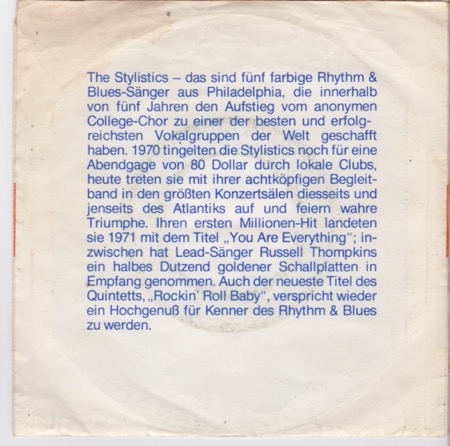 The Stylistics – das sind fünf farbige Rhythm &
Blues-Sänger aus Philadelphia, die innerhalb
von fünf Jahren den Aufstieg vom anonymen
College-Chor zu einer der besten und erfolg-
reichsten Vokalgruppen der Welt geschafft
haben. 1970 tingelten die Stylistics noch für eine
Abendgage von 80 Dollar durch lokale Clubs,
heute treten sie mit ihrer achtköpfigen Begleit-
band in den größten Konzertsälen diesseits und
jenseits des Atlantiks auf und feiern wahre
Triumphe. Ihren ersten Millionen-Hit landeten
sie 1971 mit dem Titel „You Are Everything“; in-
zwischen hat Lead-Sänger Russell Thompkins
ein halbes Dutzend goldener Schallplatten in
Empfang genommen. Auch der neueste Titel des
Quintetts, „Rockin’ Roll Baby“, verspricht wieder
ein Hochgenuß für Kenner des Rhythm & Blues
zu werden.